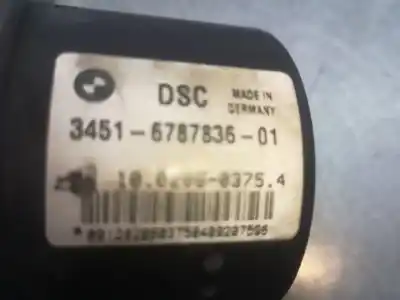 DSC
MADE IN
GERMANY
3451-6787836-01
10.0206-0375.4